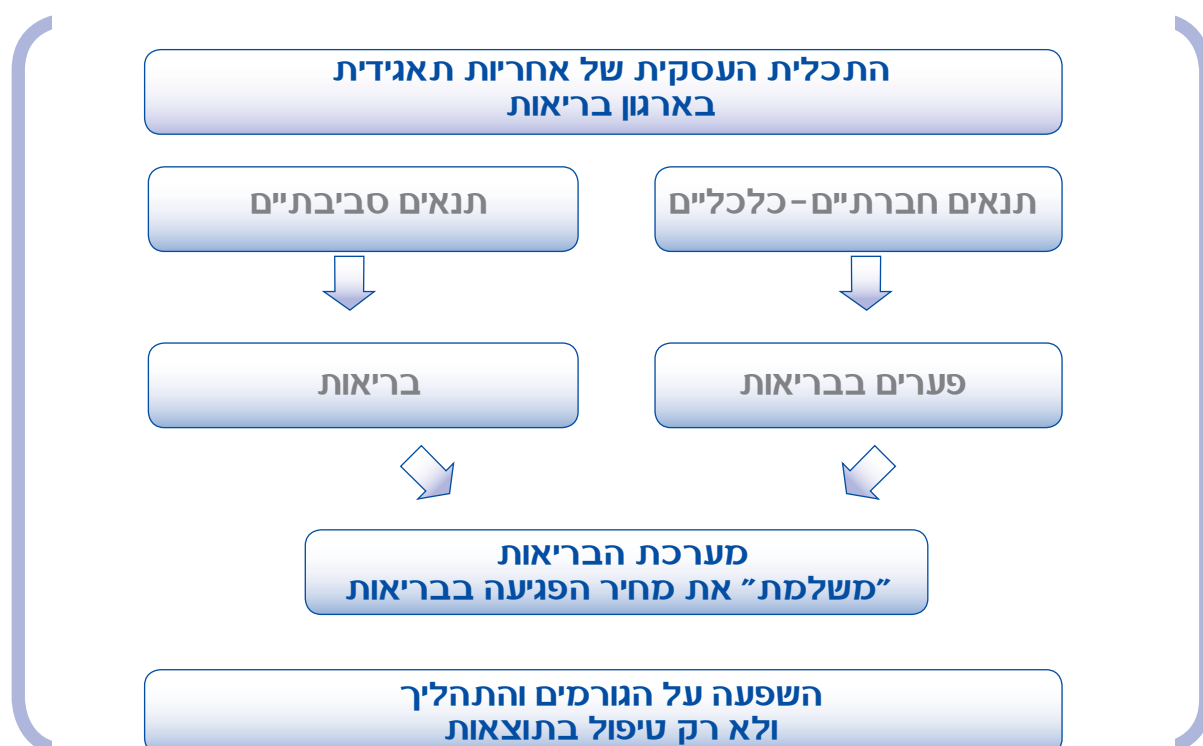 התכלית העסקית של אחריות תאגידית
בארגון בריאות
תנאים חברתיים-כלכליים
תנאים סביבתיים
פערים בבריאות
בריאות
מערכת הבריאות
"משלמת" את מחיר הפגיעה בבריאות
השפעה על הגורמים והתהליך
ולא רק טיפול בתוצאות